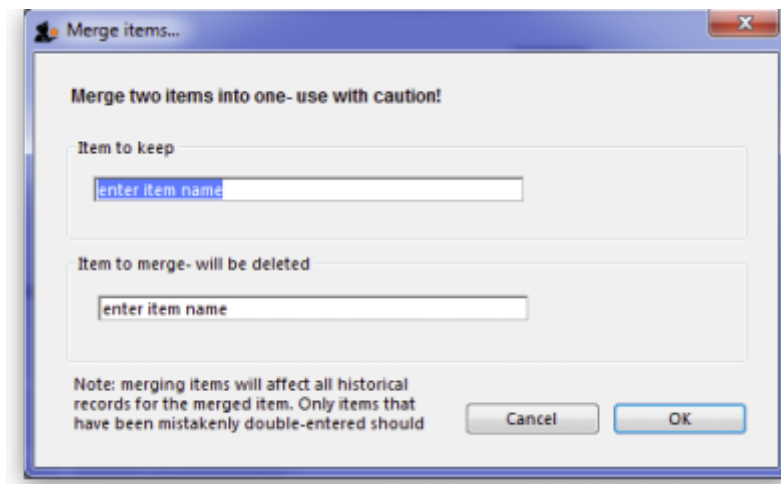 Merge items...
Merge two items into one- use with caution!
Item to keep
enter item name
Item to merge- will be deleted
enter item name
Note: merging items will affect all historical
records for the merged item. Only items that
have been mistakenly double-entered should
Cancel
OK